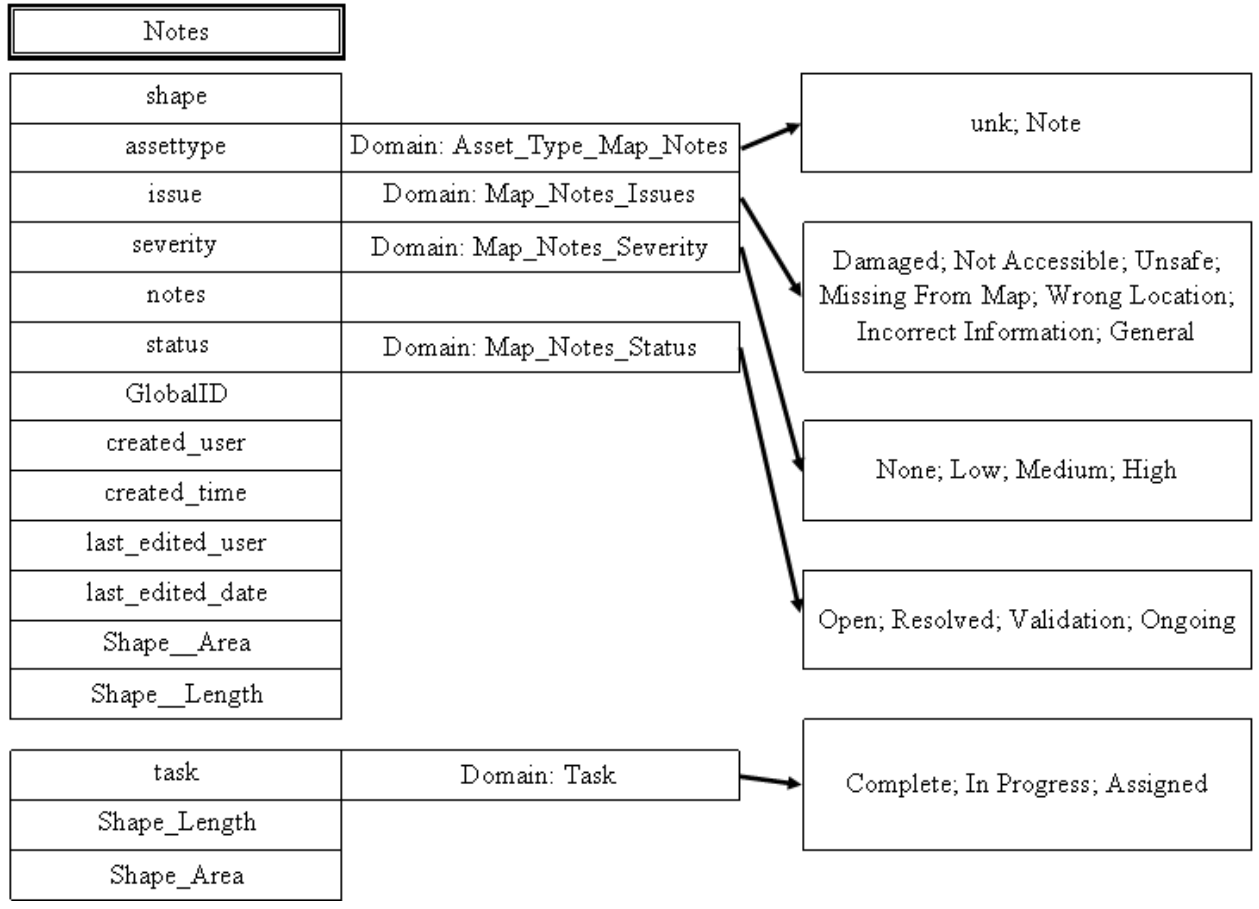 Notes
shape
assettype
Domain: Asset_Type_Map_Notes
unk; Note
issue
Domain: Map_Notes_Issues
severity
Domain: Map_Notes_Severity
Damaged; Not Accessible; Unsafe;
Missing From Map; Wrong Location;
Incorrect Information; General
notes
status
Domain: Map_Notes_Status
GlobalID
created_user
None; Low; Medium; High
created_time
last_edited_user
last_edited_date
Open; Resolved; Validation; Ongoing
Shape__Area
Shape__Length
task
Domain: Task
Complete; In Progress; Assigned
Shape_Length
Shape_Area